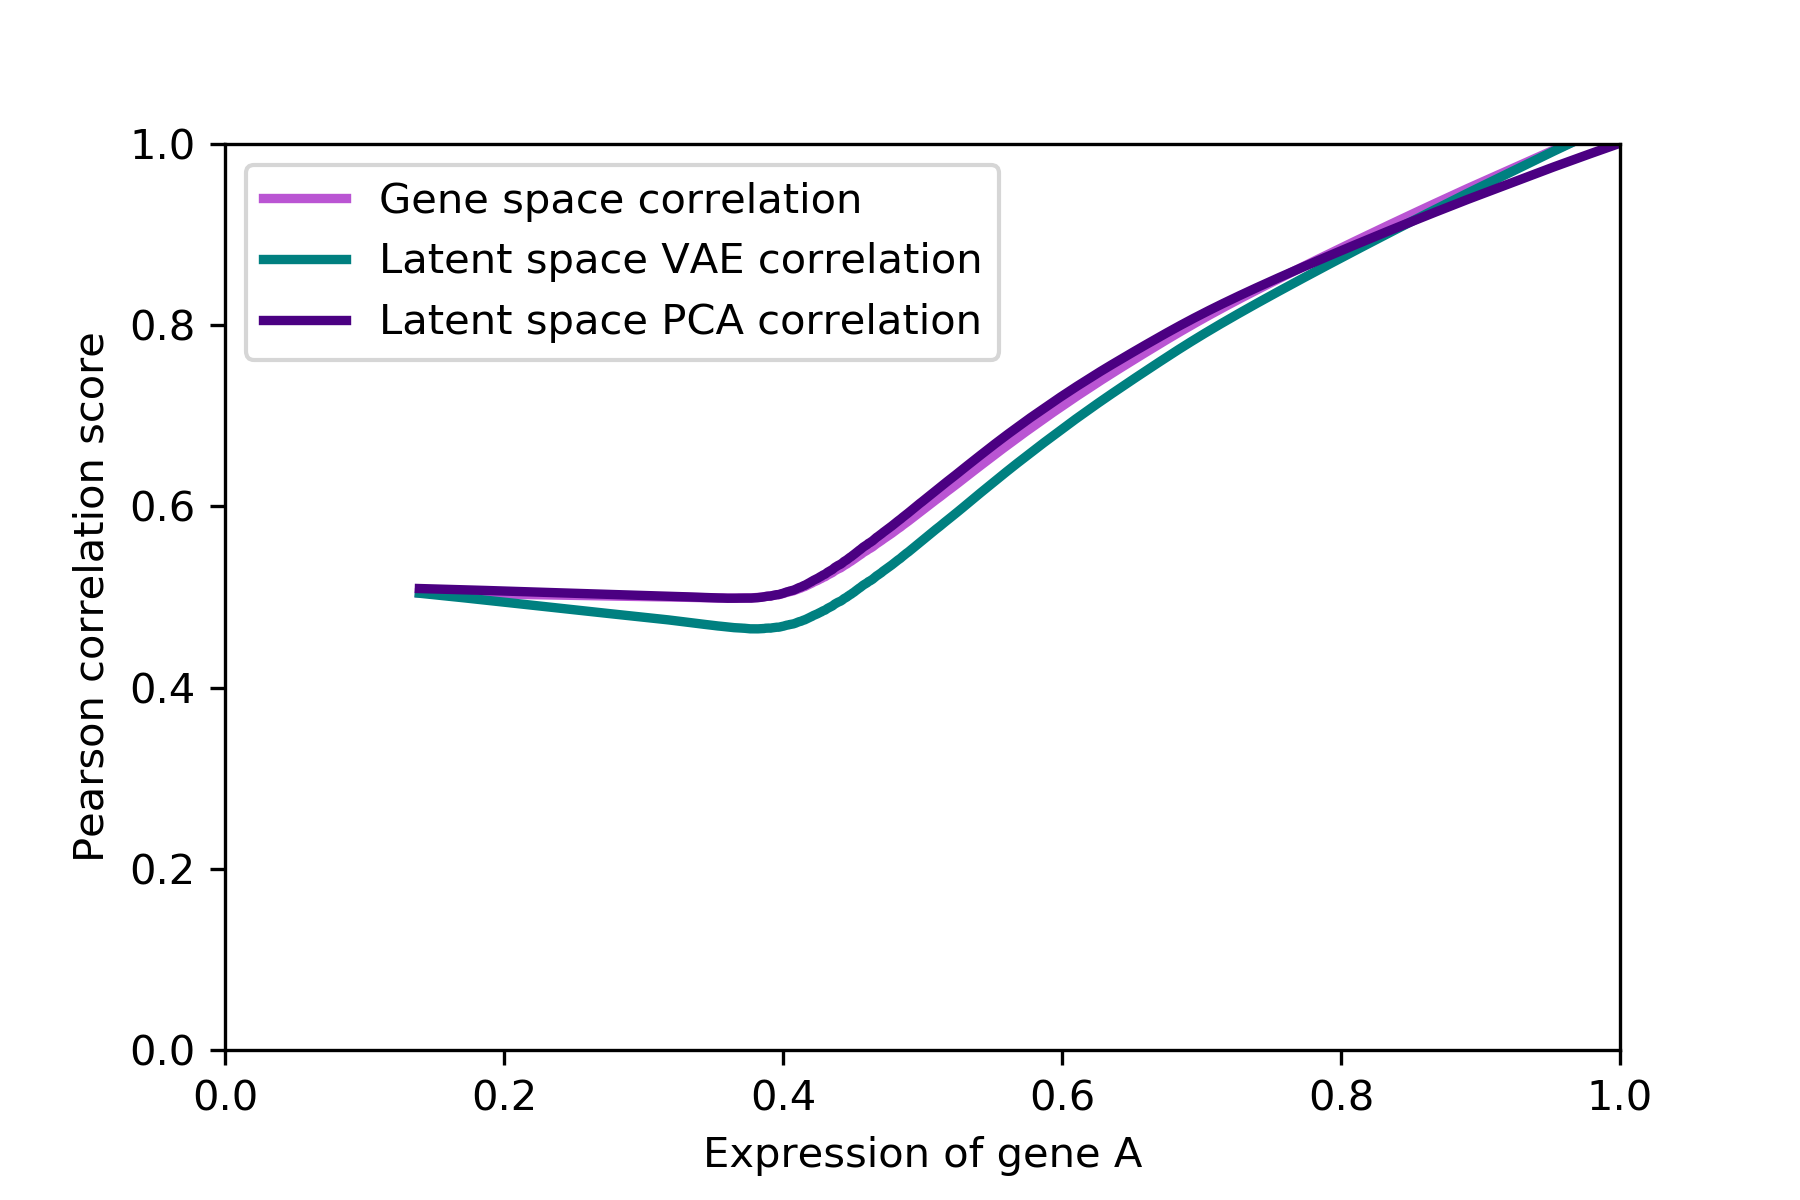 Gene space correlation
Latent space VAE correlation
Latent space PCA correlation
Pearson correlation score
1.0
0.8
0.6
0.4
0.2
0.0
0.0 0.2 0.4 0.6 0.8 1.0
Expression of gene A